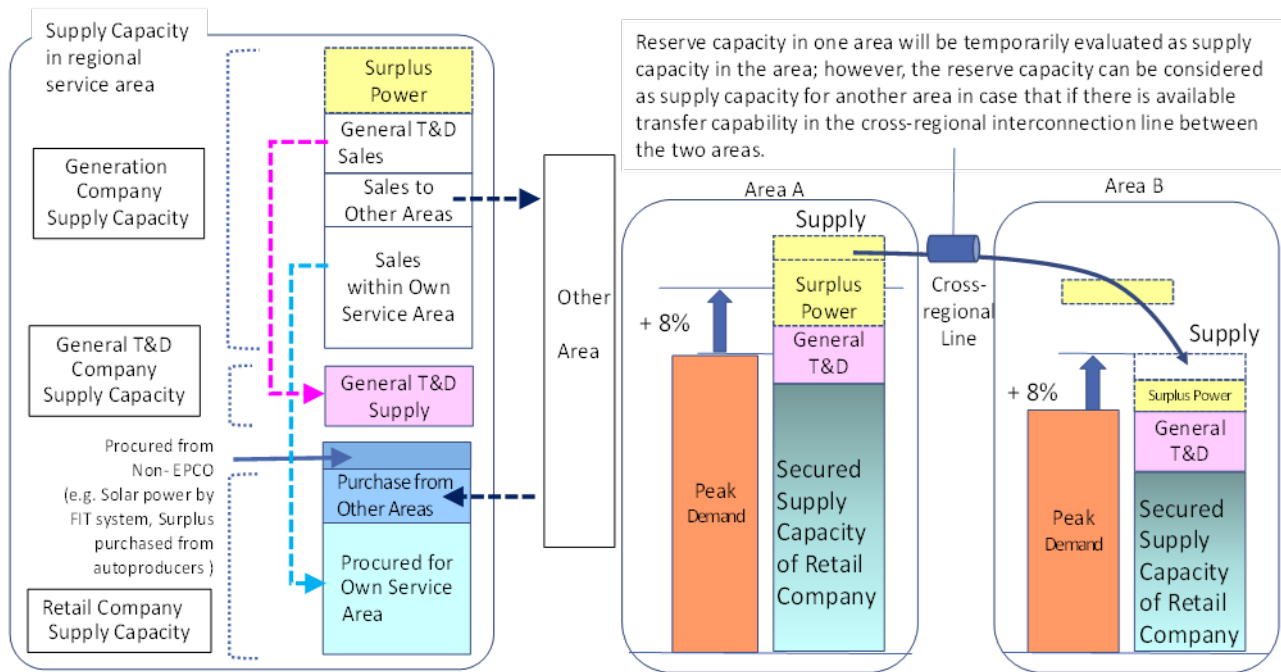 Supply Capacity
in regional
service area
Generation
Company
Supply Capacity
General T&D
Company
Supply Capacity
Procured from
Non- EPCO
(e.g. Solar power by
FIT system, Surplus
purchased from
autoproducers )
Retail Company
Supply Capacity
Surplus
Power
General T&D
Sales
Sales to
Other Areas
Sales
within Own
Service Area
General T&D
Supply
Purchase from
Other Areas
Procured for
Own Service
Area
Other
Area
Reserve capacity in one area will be temporarily evaluated as supply
capacity in the area; however, the reserve capacity can be considered
as supply capacity for another area in case that if there is available
transfer capability in the cross-regional interconnection line between
the two areas.
Area A
Supply
Surplus
Power
+ 8%
General
T&D
Peak
Demand
Secured
Supply
Capacity
of Retail
Company
Cross-
regional
Line
Area B
Supply
+ 8%
Surplus Power
General
T&D
Peak
Demand
Secured
Supply
Capacity
of Retail
Company